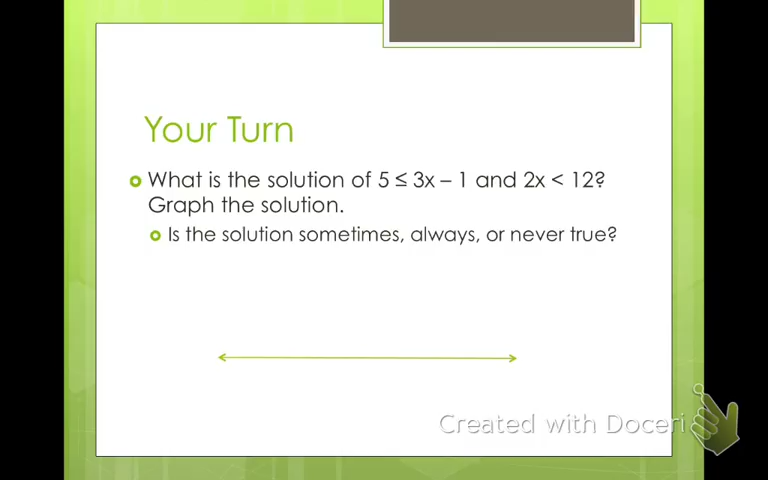 Your Turn
What is the solution of 5 ≤ 3x – 1 and 2x < 12?
Graph the solution.
Is the solution sometimes, always, or never true?
Created with Doceri